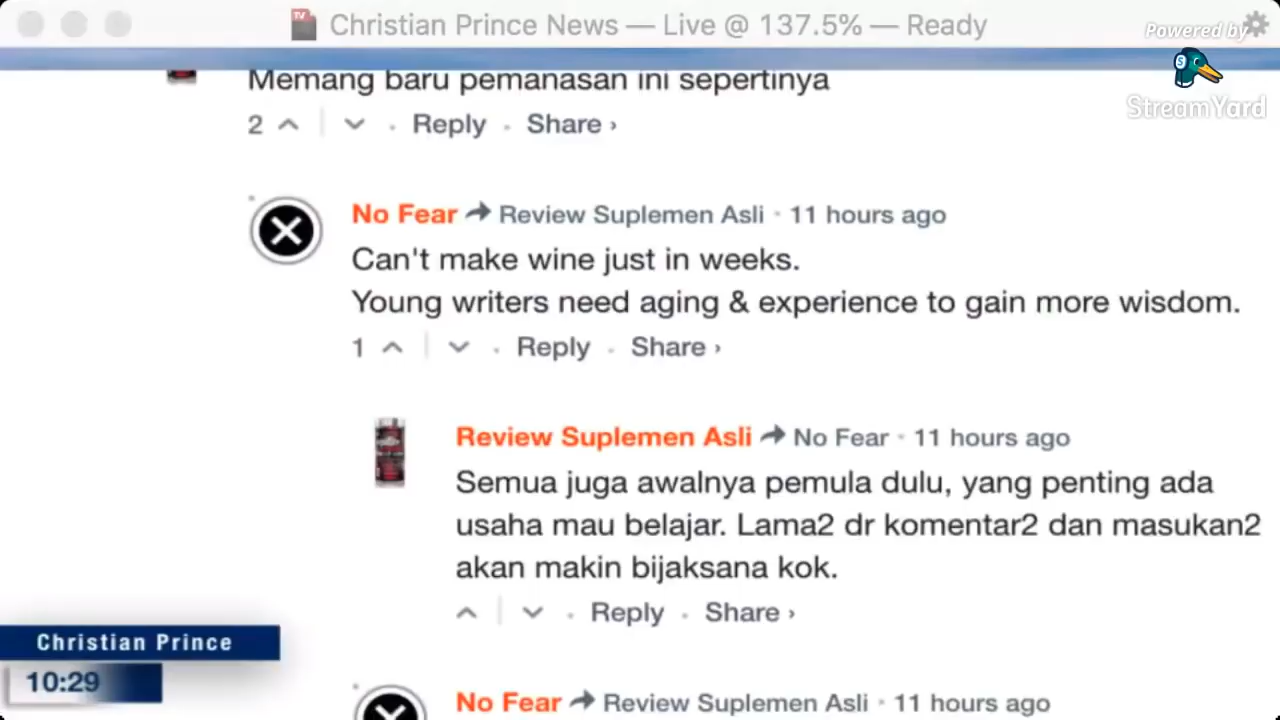 TV
Christian Prince News — Live @ 137.5% — Ready
Powered by
StreamYard
Memang baru pemanasan ini sepertinya
2 · Reply · Share ›
No Fear Review Suplemen Asli · 11 hours ago
Can't make wine just in weeks.
Young writers need aging & experience to gain more wisdom.
1 · Reply · Share ›
Review Suplemen Asli No Fear · 11 hours ago
Semua juga awalnya pemula dulu, yang penting ada
usaha mau belajar. Lama2 dr komentar2 dan masukan2
akan makin bijaksana kok.
· Reply · Share ›
Christian Prince
10:29
No Fear Review Suplemen Asli · 11 hours ago